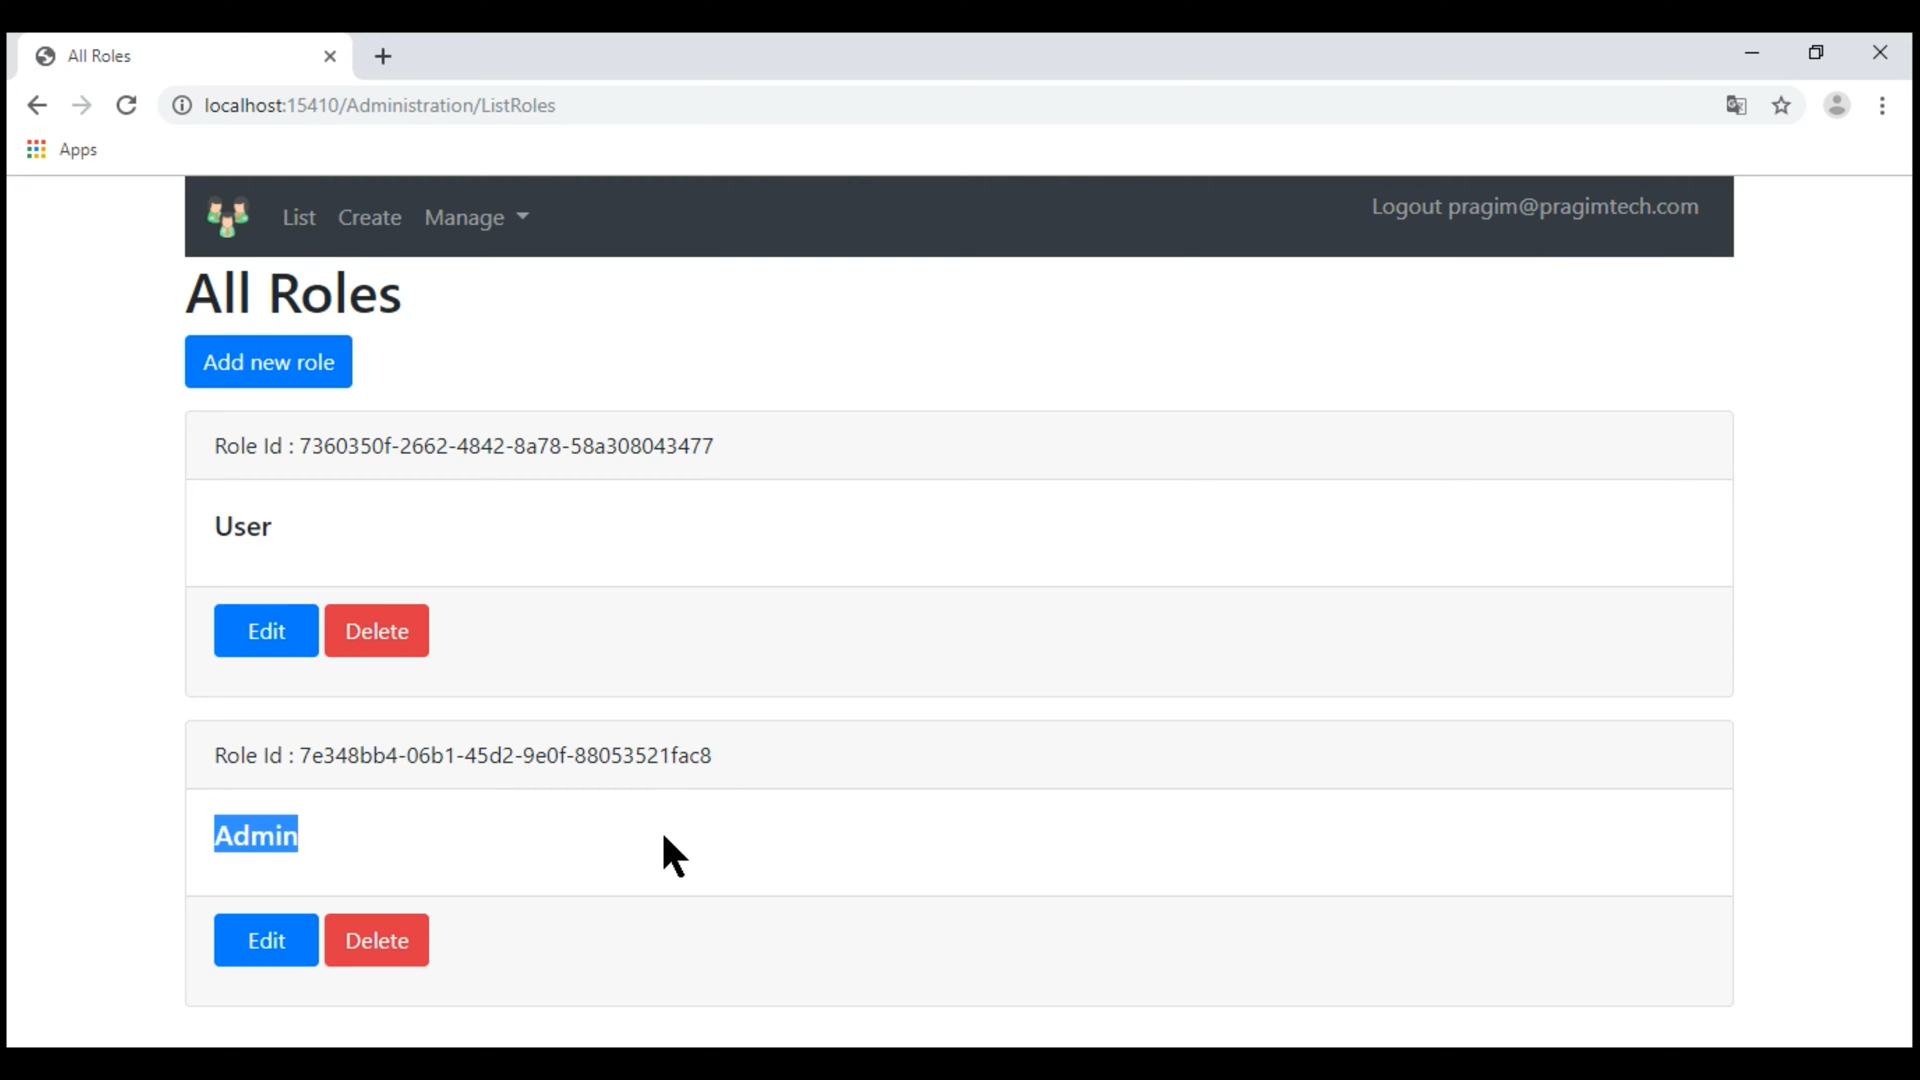 All Roles
localhost:15410/Administration/ListRoles
Apps
List Create Manage Logout pragim@pragimtech.com
All Roles
Add new role
Role Id : 7360350f-2662-4842-8a78-58a308043477
User
Edit Delete
Role Id : 7e348bb4-06b1-45d2-9e0f-88053521fac8
Admin
Edit Delete